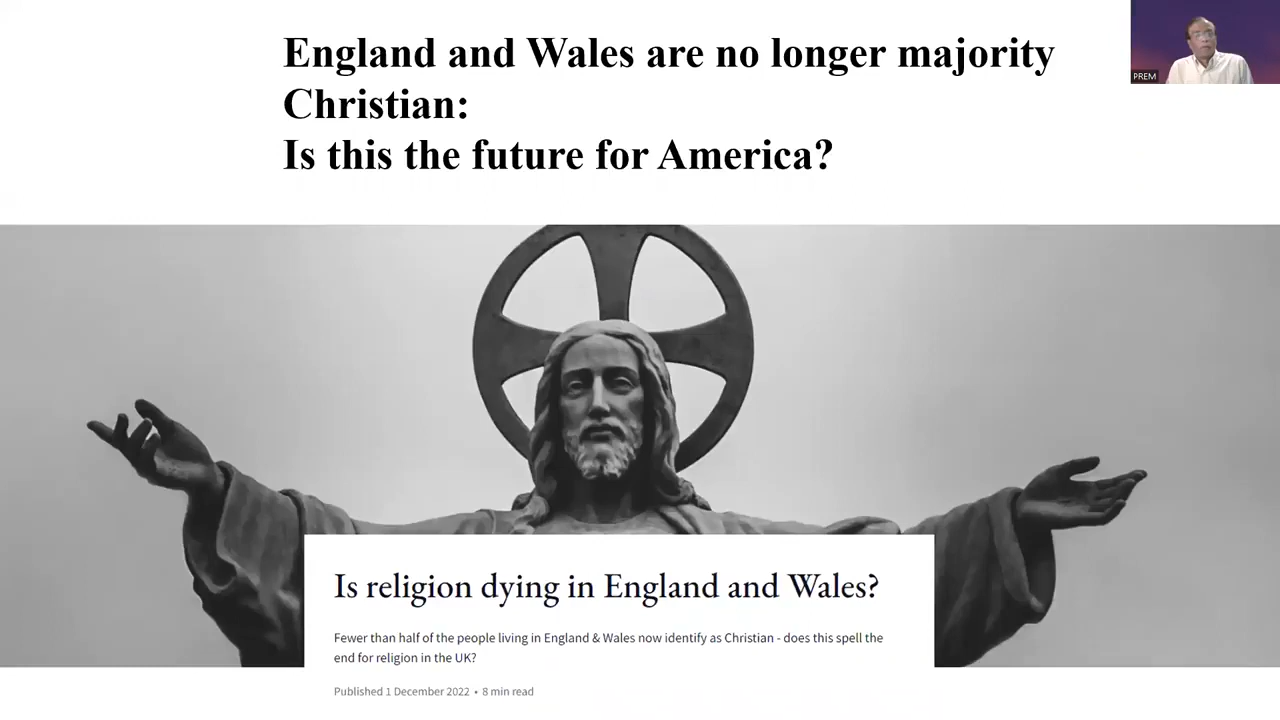 England and Wales are no longer majority
Christian:
Is this the future for America?
PREM
Is religion dying in England and Wales?
Fewer than half of the people living in England & Wales now identify as Christian - does this spell the
end for religion in the UK?
Published 1 December 2022 • 8 min read